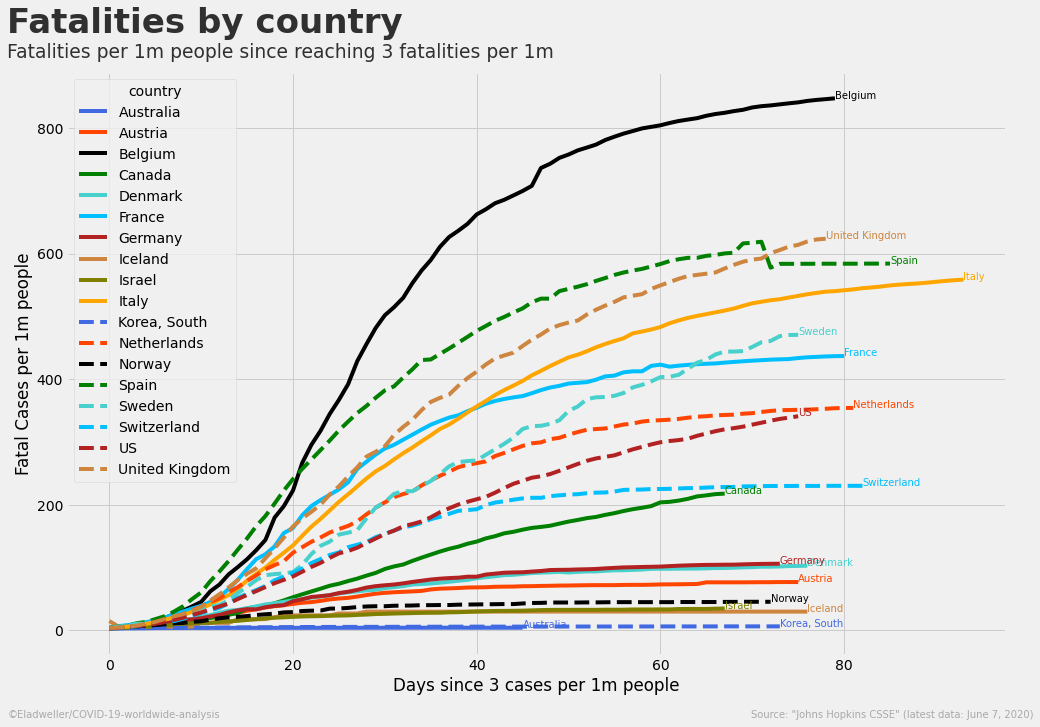 Fatalities by country
Fatalities per 1m people since reaching 3 fatalities per 1m
country
Australia
Austria
Belgium
Canada
Denmark
France
Germany
Iceland
Israel
Italy
Korea, South
Netherlands
Norway
Spain
Sweden
Switzerland
US
United Kingdom
Fatal Cases per 1m people
800
600
400
200
0
Belgium
United Kingdom
Spain
Italy
Sweden
France
Netherlands
US
Switzerland
Canada
Germany
Denmark
Austria
Norway
Israel
Iceland
Australia
Korea, South
0 20 40 60 80
Days since 3 cases per 1m people
©Eladweller/COVID-19-worldwide-analysis
Source: "Johns Hopkins CSSE" (latest data: June 7, 2020)